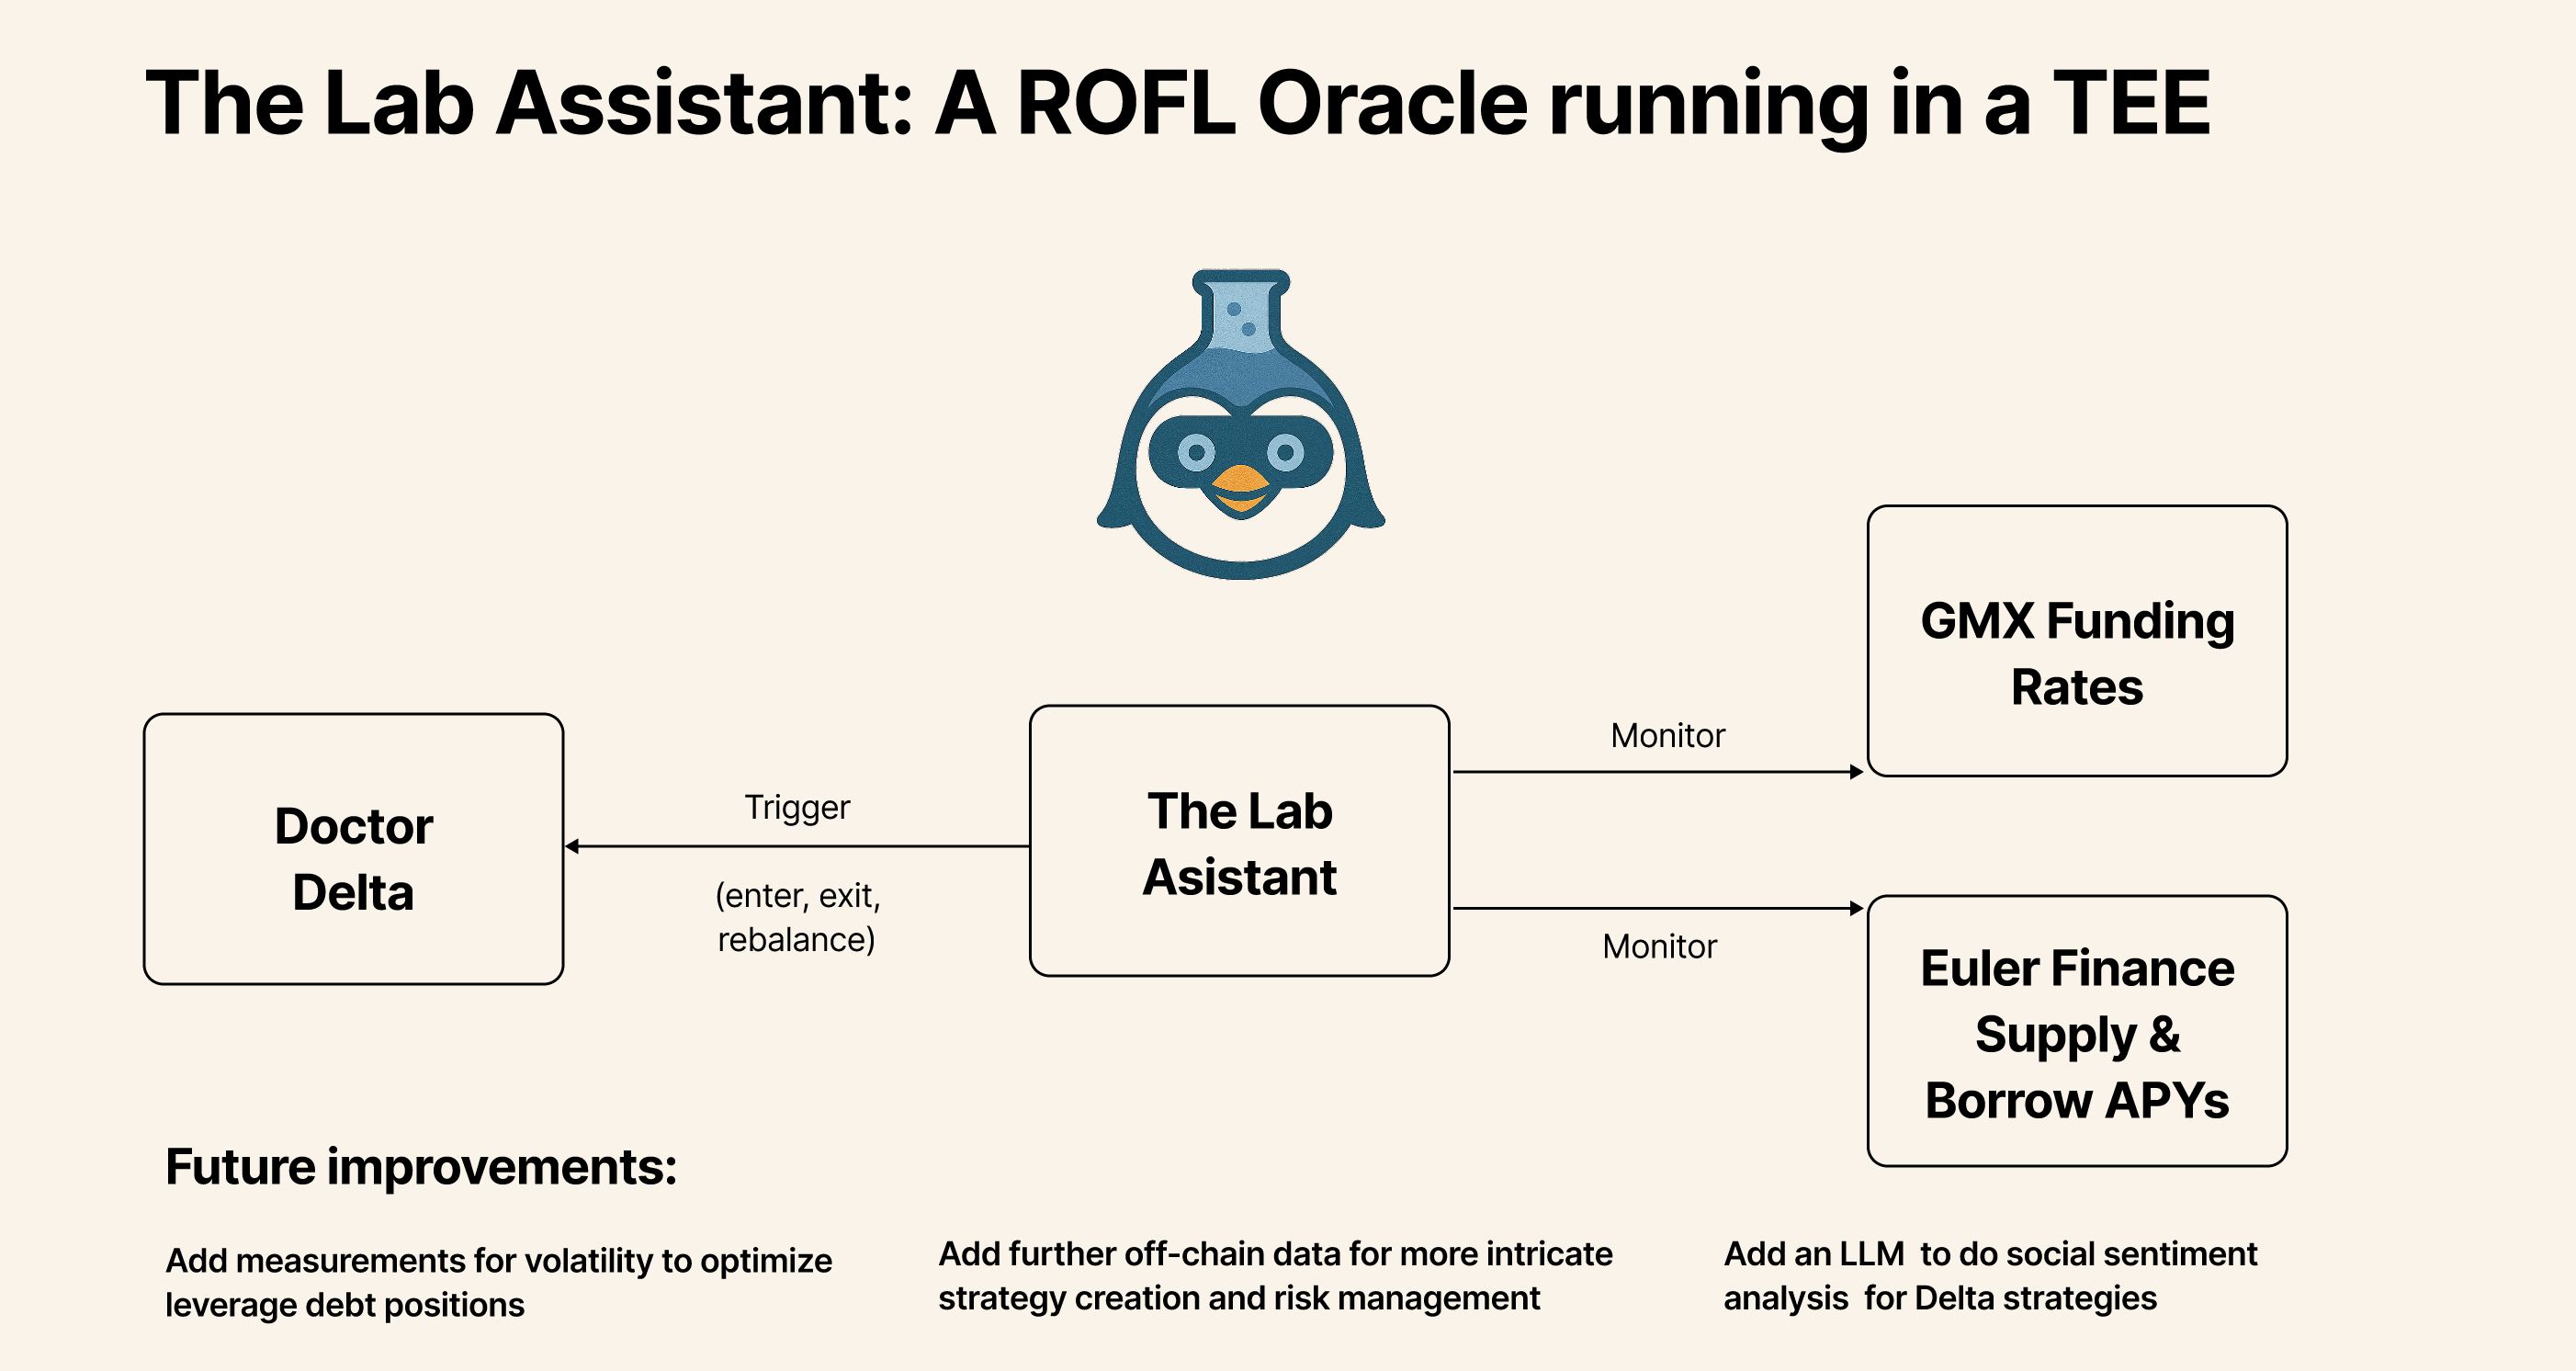 The Lab Assistant: A ROFL Oracle running in a TEE
GMX Funding
Rates
Monitor
Doctor
Delta
Trigger
(enter, exit,
rebalance)
The Lab
Asistant
Monitor
Euler Finance
Supply &
Borrow APYs
Future improvements:
Add measurements for volatility to optimize
leverage debt positions
Add further off-chain data for more intricate
strategy creation and risk management
Add an LLM  to do social sentiment
analysis  for Delta strategies